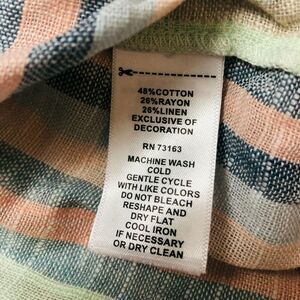 48%COTTON
26%RAYON
26%LINEN
EXCLUSIVE OF
DECORATION
RN 73163
MACHINE WASH
COLD
GENTLE CYCLE
WITH LIKE COLORS
DO NOT BLEACH
RESHAPE AND
DRY FLAT
COOL IRON
IF NECESSARY
OR DRY CLEAN